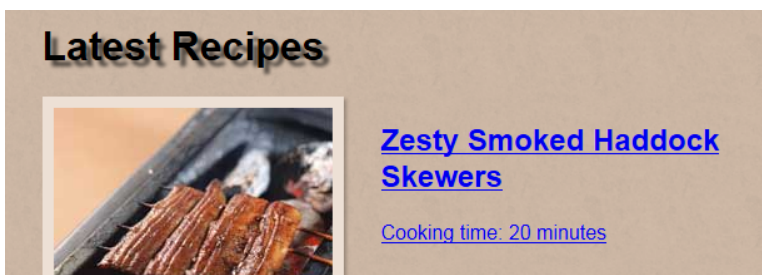 Latest Recipes
Zesty Smoked Haddock
Skewers
Cooking time: 20 minutes